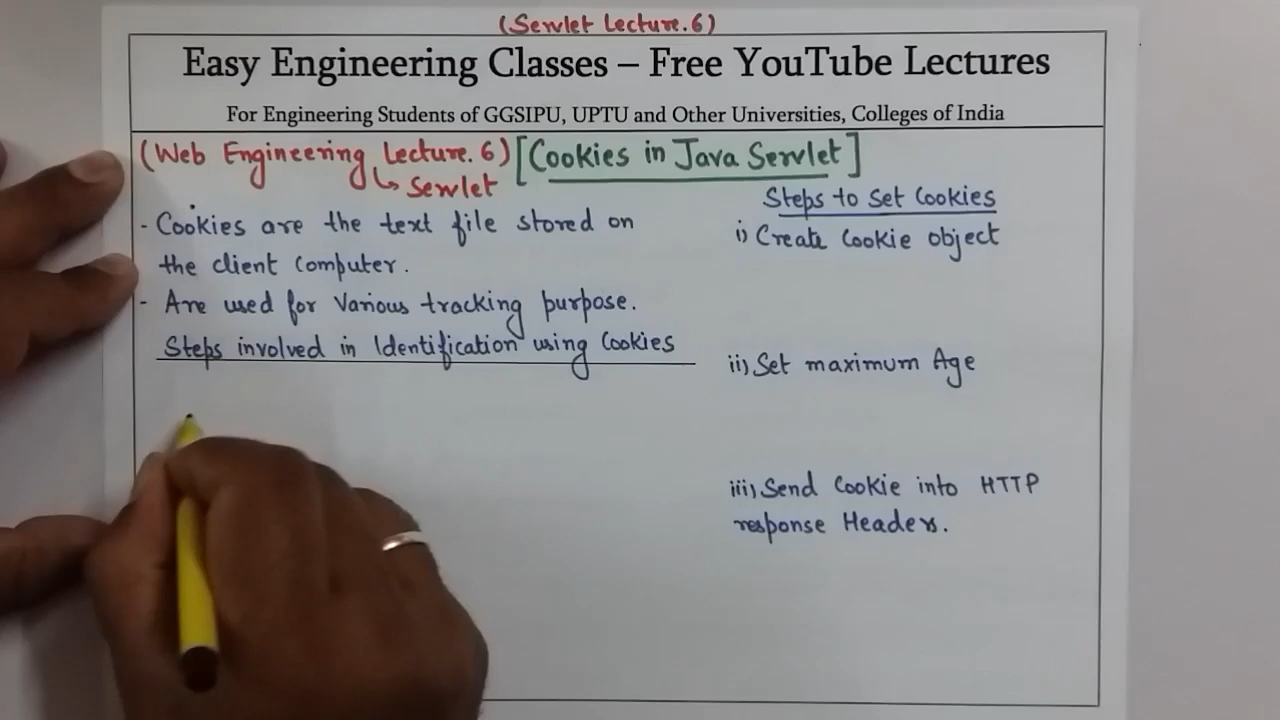 (Servlet Lecture.6)
Easy Engineering Classes – Free YouTube Lectures
For Engineering Students of GGSIPU, UPTU and Other Universities, Colleges of India
(Web Engineering Lecture.6) [Cookies in Java Servlet]
↳ Servlet
- Cookies are the text file stored on
the client Computer.
- Are used for Various tracking purpose.
Steps involved in Identification using Cookies
Steps to Set Cookies
i) Create Cookie object
ii) Set maximum Age
iii) Send Cookie into HTTP
response Headers.